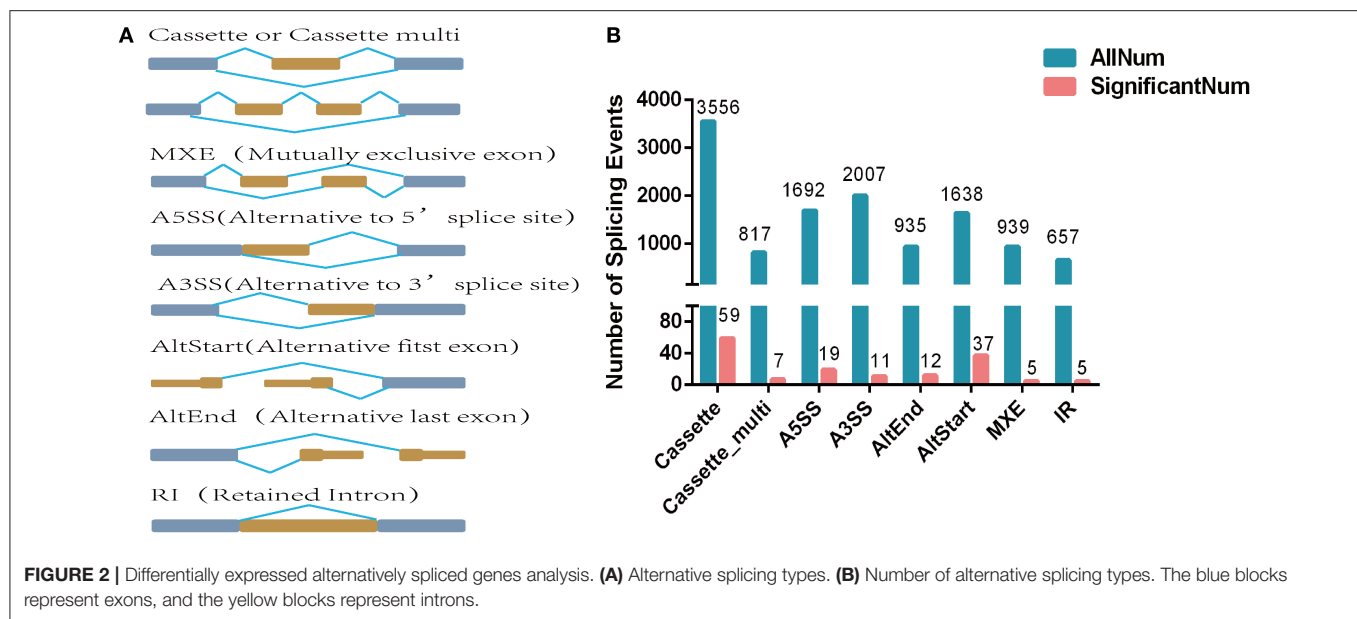 A
Cassette or Cassette multi
MXE (Mutually exclusive exon)
A5SS(Alternative to 5’ splice site)
A3SS(Alternative to 3’ splice site)
AltStart(Alternative fitst exon)
AltEnd (Alternative last exon)
RI (Retained Intron)
B
AllNum
SignificantNum
Number of Splicing Events
4000
3000
2000
1000
80
40
0
3556
817
1692
2007
935
1638
939
657
59
7
19
11
12
37
5
5
Cassette
Cassette_multi
A5SS
A3SS
AltEnd
AltStart
MXE
IR
FIGURE 2 | Differentially expressed alternatively spliced genes analysis. (A) Alternative splicing types. (B) Number of alternative splicing types. The blue blocks
represent exons, and the yellow blocks represent introns.